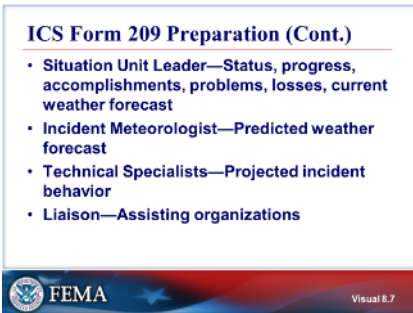 ICS Form 209 Preparation (Cont.)
• Situation Unit Leader—Status, progress,
accomplishments, problems, losses, current
weather forecast
• Incident Meteorologist—Predicted weather
forecast
• Technical Specialists—Projected incident
behavior
• Liaison—Assisting organizations
FEMA
Visual 8.7